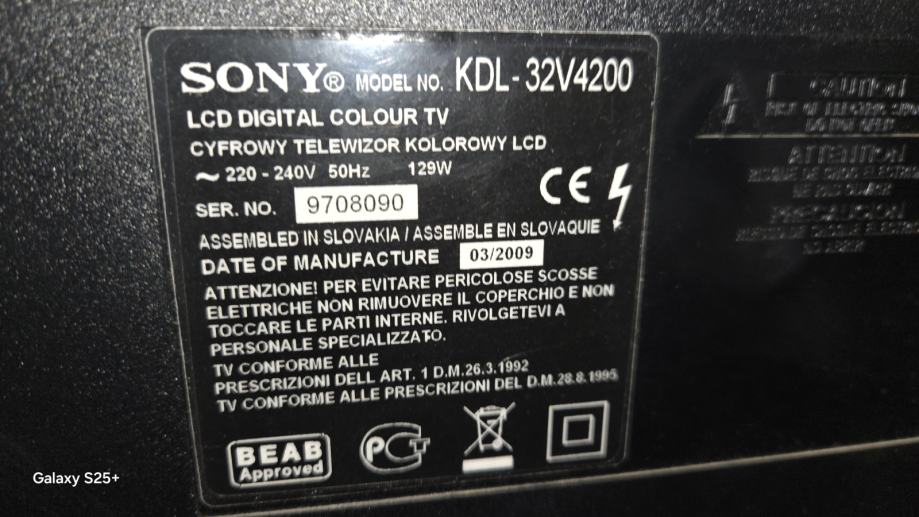 SONY® MODEL NO. KDL-32V4200
LCD DIGITAL COLOUR TV
CYFROWY TELEWIZOR KOLOROWY LCD
~ 220 - 240V 50Hz 129W
CE
SER. NO. 9708090
ASSEMBLED IN SLOVAKIA / ASSEMBLE EN SLOVAQUIE
DATE OF MANUFACTURE 03/2009
ATTENZIONE! PER EVITARE PERICOLOSE SCOSSE
ELETTRICHE NON RIMUOVERE IL COPERCHIO E NON
TOCCARE LE PARTI INTERNE. RIVOLGETEVI A
PERSONALE SPECIALIZZATO.
TV CONFORME ALLE
PRESCRIZIONI DELL ART. 1 D.M.26.3.1992
TV CONFORME ALLE PRESCRIZIONI DEL D.M.28.8.1995
BEAB
Approved
CAUTION
ATTENTION
Galaxy S25+